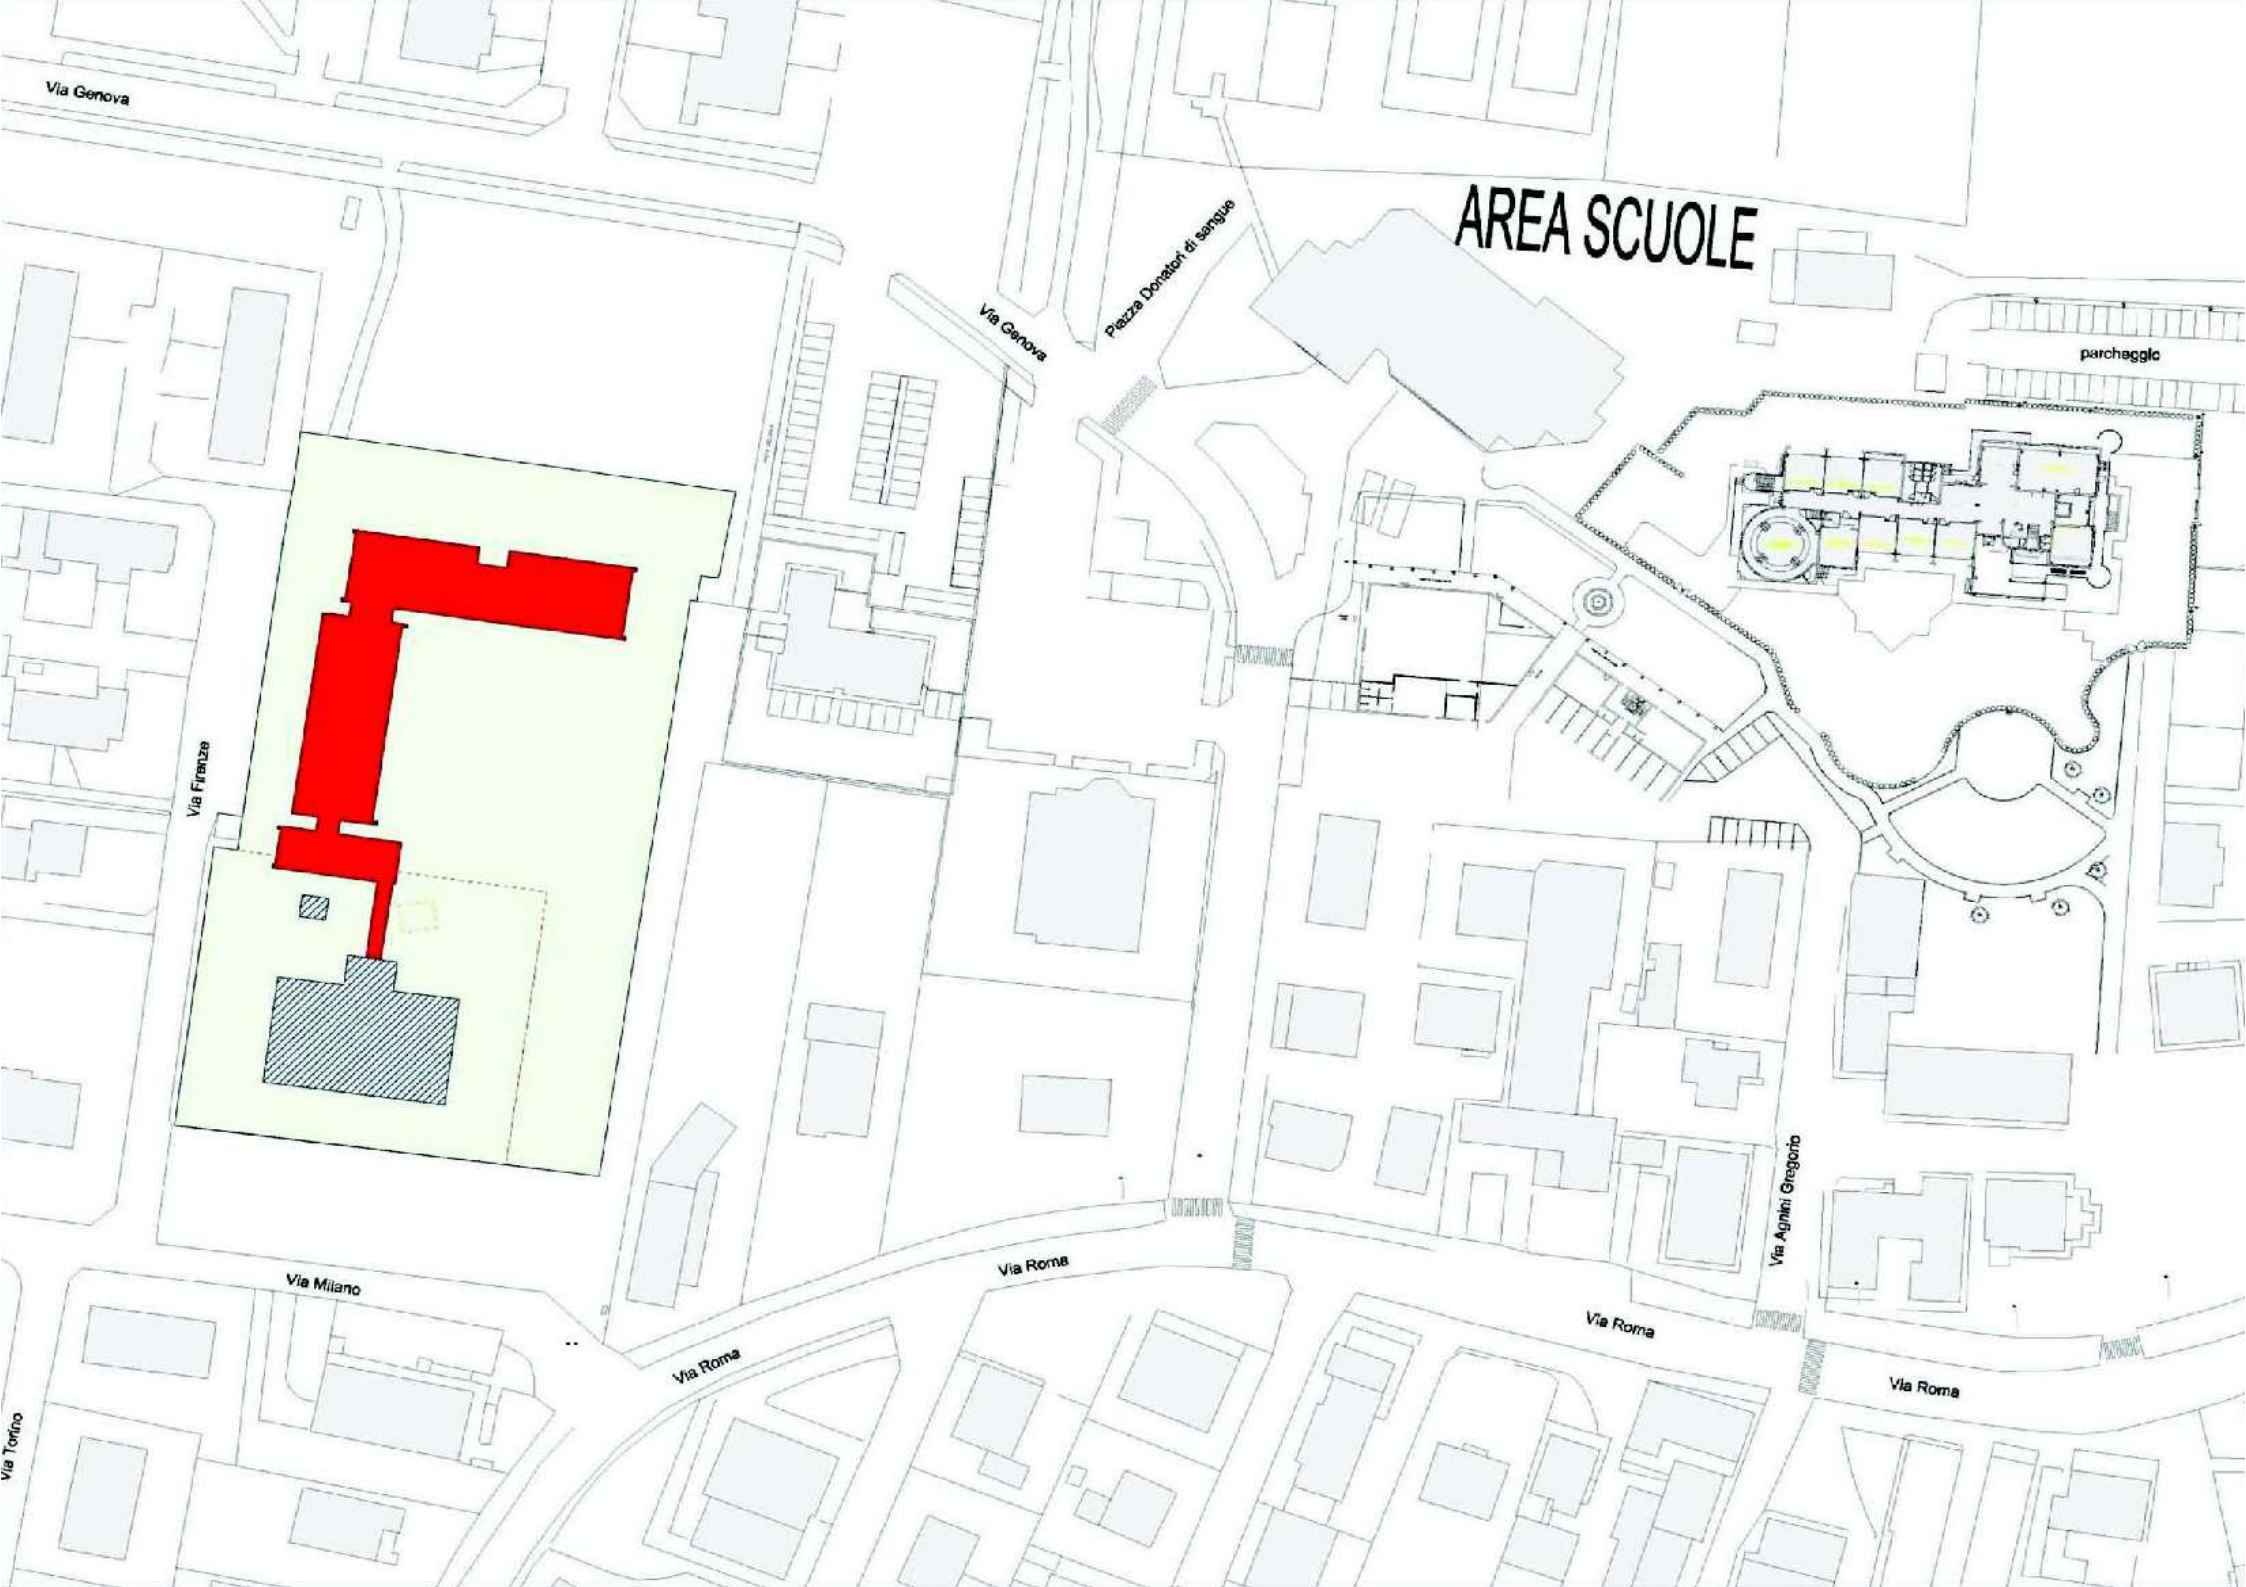 Via Genova
AREA SCUOLE
Piazza Donatori di sangue
Via Genova
parcheggio
Via Firenze
Via Agnini Gregorio
Via Milano
Via Roma
Via Roma
Via Roma
Via Roma
Via Torino